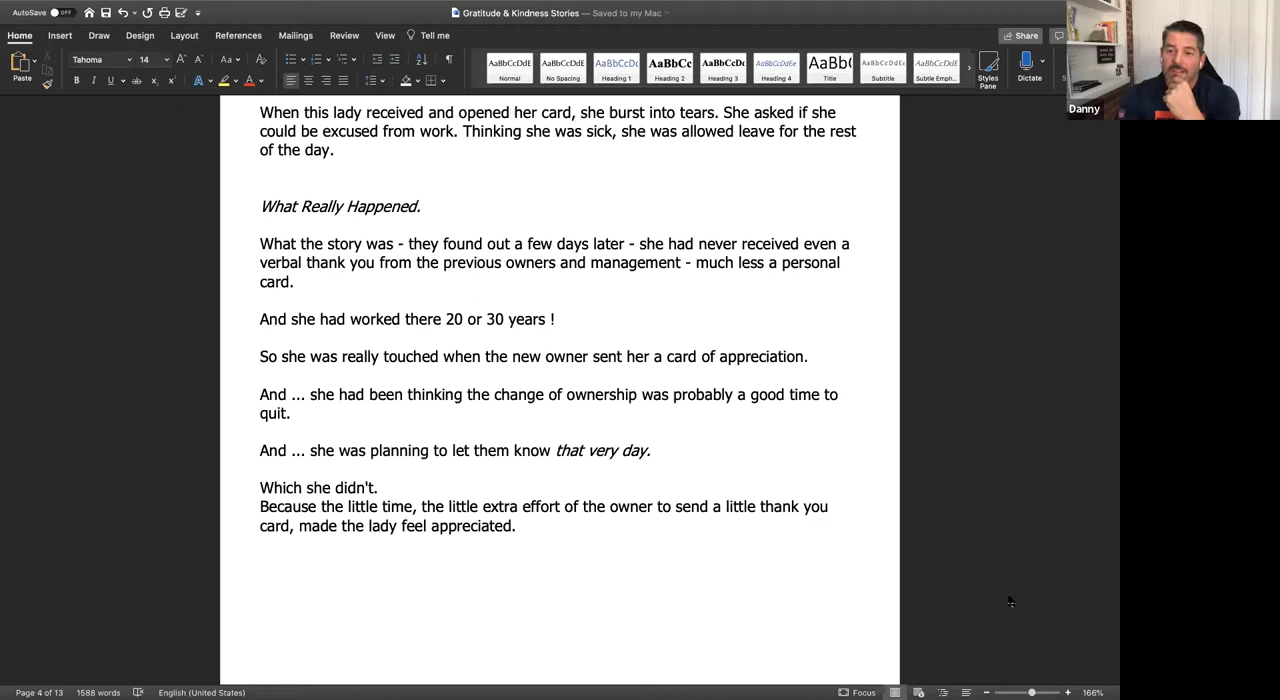 AutoSave OFF
Gratitude & Kindness Stories — Saved to my Mac
Home Insert Draw Design Layout References Mailings Review View Tell me
Share
Paste
Tahoma 14
Aa
AaBbCcDdE AaBbCcDdE AaBbCcDc AaBbCc AaBbCcDc AaBbCcDdEe AaBb( AaBbCcDdEe AaBbCcDdEe
Normal No Spacing Heading 1 Heading 2 Heading 3 Heading 4 Title Subtitle Subtle Emph...
Styles Pane
Dictate
Danny
When this lady received and opened her card, she burst into tears. She asked if she
could be excused from work. Thinking she was sick, she was allowed leave for the rest
of the day.
What Really Happened.
What the story was - they found out a few days later - she had never received even a
verbal thank you from the previous owners and management - much less a personal
card.
And she had worked there 20 or 30 years !
So she was really touched when the new owner sent her a card of appreciation.
And ... she had been thinking the change of ownership was probably a good time to
quit.
And ... she was planning to let them know that very day.
Which she didn't.
Because the little time, the little extra effort of the owner to send a little thank you
card, made the lady feel appreciated.
Page 4 of 13 1588 words English (United States) Focus 166%